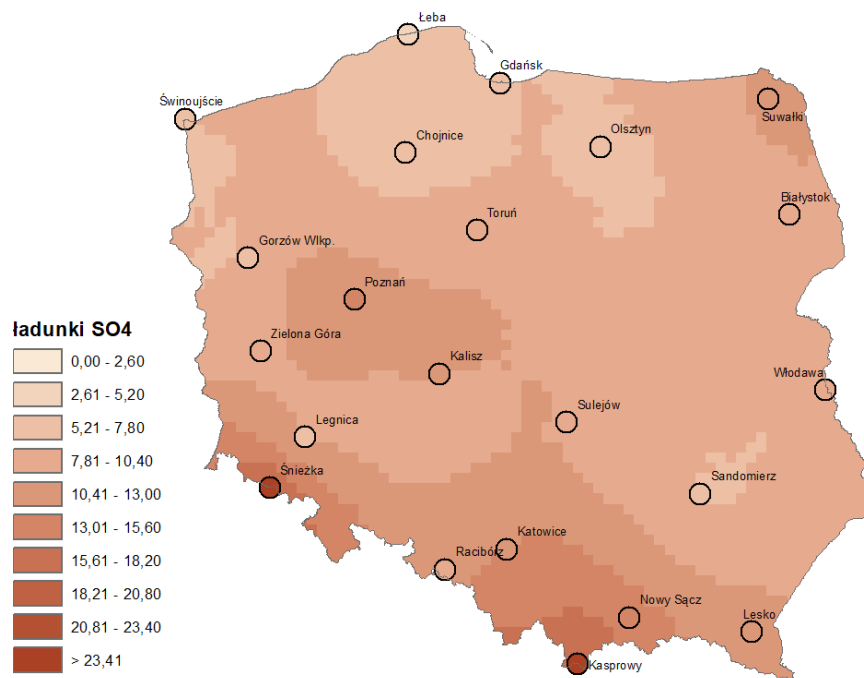 Łeba
Gdańsk
Świnoujście
Suwałki
Chojnice
Olsztyn
Białystok
Toruń
Gorzów Wlkp.
Poznań
Zielona Góra
Kalisz
Włodawa
Sulejów
Legnica
Śnieżka
Sandomierz
Katowice
Racibórz
Nowy Sącz
Lesko
Kasprowy
ładunki SO4
0,00 - 2,60
2,61 - 5,20
5,21 - 7,80
7,81 - 10,40
10,41 - 13,00
13,01 - 15,60
15,61 - 18,20
18,21 - 20,80
20,81 - 23,40
> 23,41